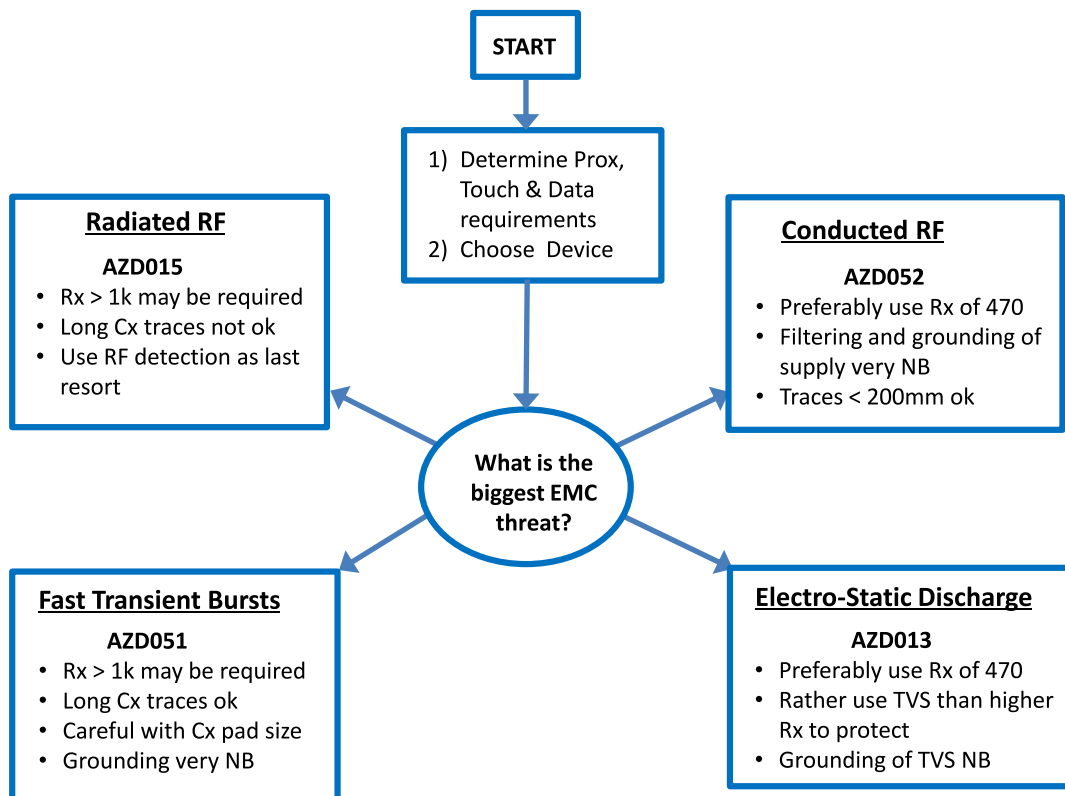 START
1) Determine Prox,
Touch & Data
requirements
2) Choose Device
Radiated RF
AZD015
• Rx > 1k may be required
• Long Cx traces not ok
• Use RF detection as last
resort
Conducted RF
AZD052
• Preferably use Rx of 470
• Filtering and grounding of
supply very NB
• Traces < 200mm ok
What is the
biggest EMC
threat?
Fast Transient Bursts
AZD051
• Rx > 1k may be required
• Long Cx traces ok
• Careful with Cx pad size
• Grounding very NB
Electro-Static Discharge
AZD013
• Preferably use Rx of 470
• Rather use TVS than higher
Rx to protect
• Grounding of TVS NB